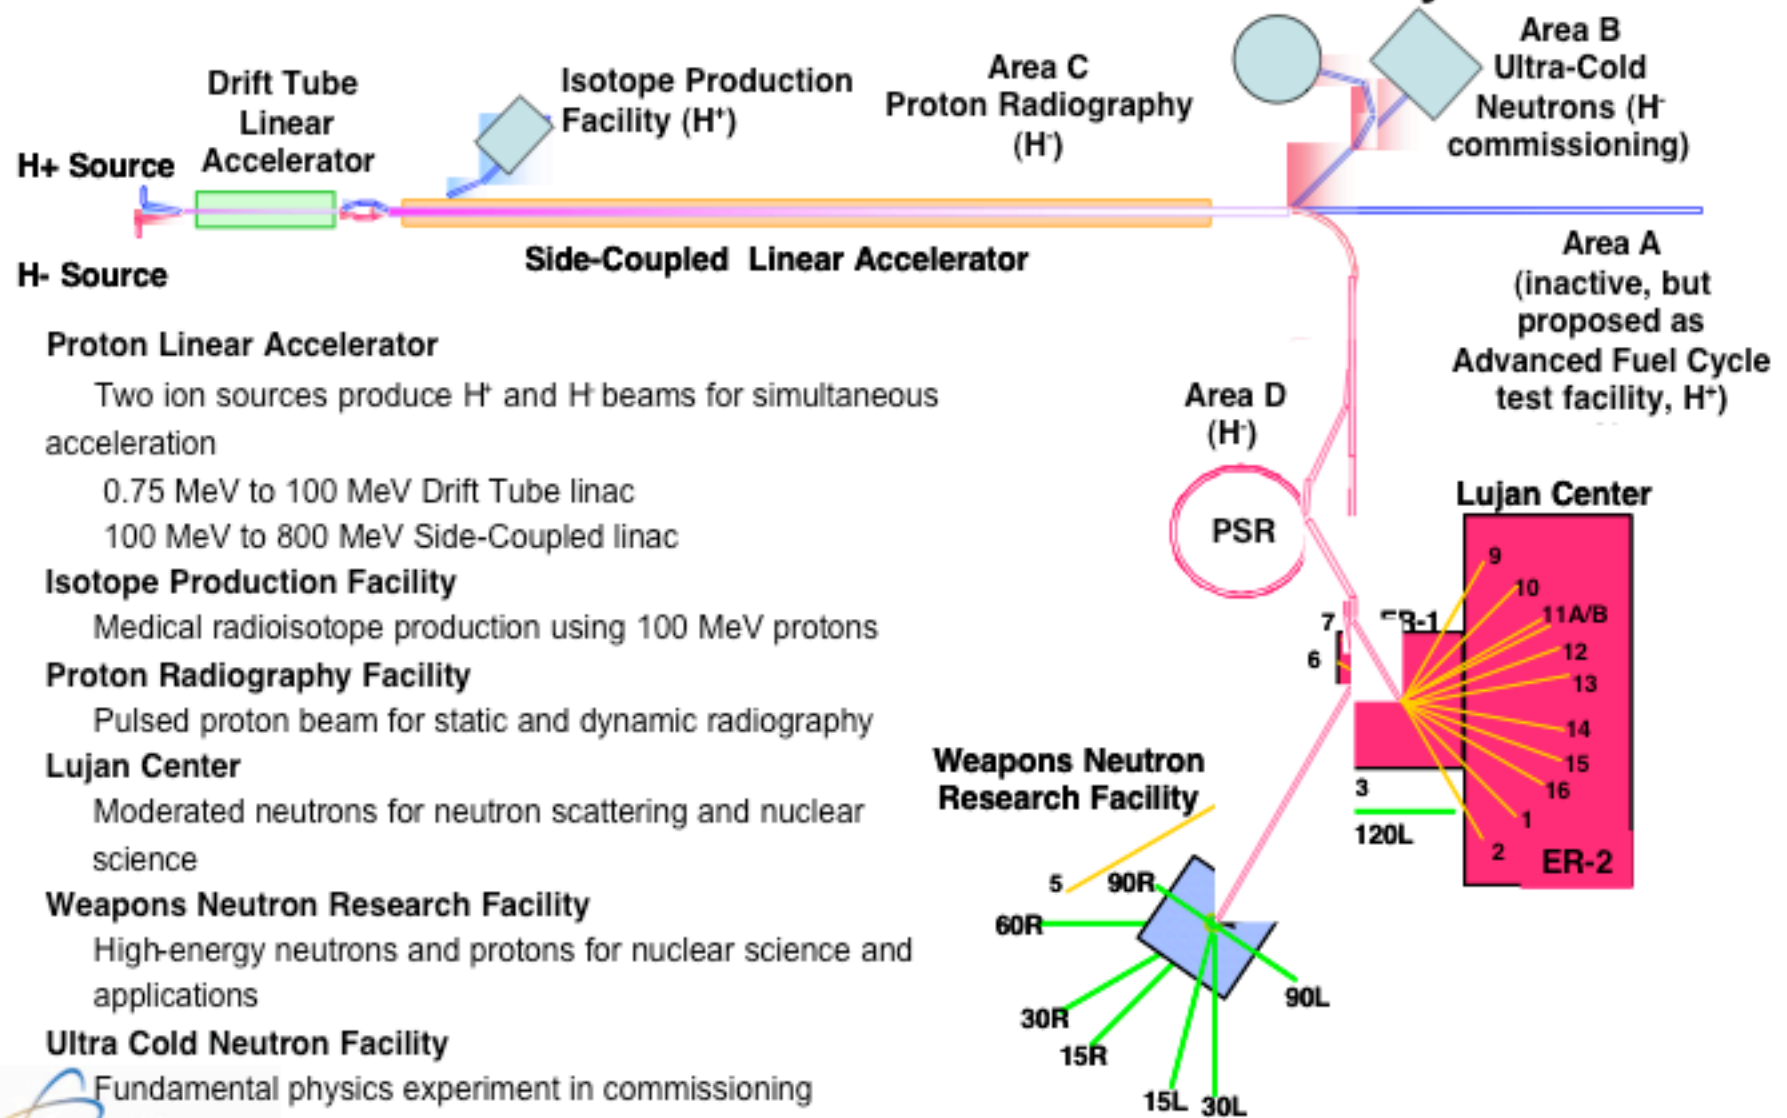 Drift Tube
Linear
Accelerator
Isotope Production
Facility (H⁺)
Area C
Proton Radiography
(H⁻)
Area B
Ultra-Cold
Neutrons (H⁻
commissioning)
H+ Source
H- Source
Side-Coupled Linear Accelerator
Area A
(inactive, but
proposed as
Advanced Fuel Cycle
test facility, H⁺)
Proton Linear Accelerator
Two ion sources produce H⁺ and H⁻ beams for simultaneous
acceleration
0.75 MeV to 100 MeV Drift Tube linac
100 MeV to 800 MeV Side-Coupled linac
Isotope Production Facility
Medical radioisotope production using 100 MeV protons
Proton Radiography Facility
Pulsed proton beam for static and dynamic radiography
Lujan Center
Moderated neutrons for neutron scattering and nuclear
science
Weapons Neutron Research Facility
High-energy neutrons and protons for nuclear science and
applications
Ultra Cold Neutron Facility
Fundamental physics experiment in commissioning
Area D
(H⁻)
PSR
Lujan Center
9
10
11A/B
12
13
14
15
16
1
2
ER-2
7
ER-1
6
3
120L
Weapons Neutron
Research Facility
5
90R
60R
30R
15R
15L
30L
90L